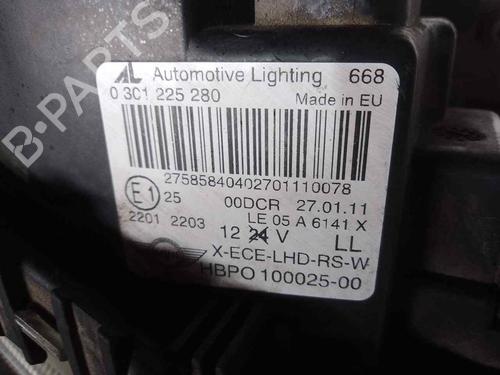 AL Automotive Lighting 668
0 301 225 280 Made in EU
27585840402701110078
E1 25 00DCR 27.01.11
2201 2203 LE 05 A 6141 X
12 24 V LL
X-ECE-LHD-RS-W
HBPO 100025-00